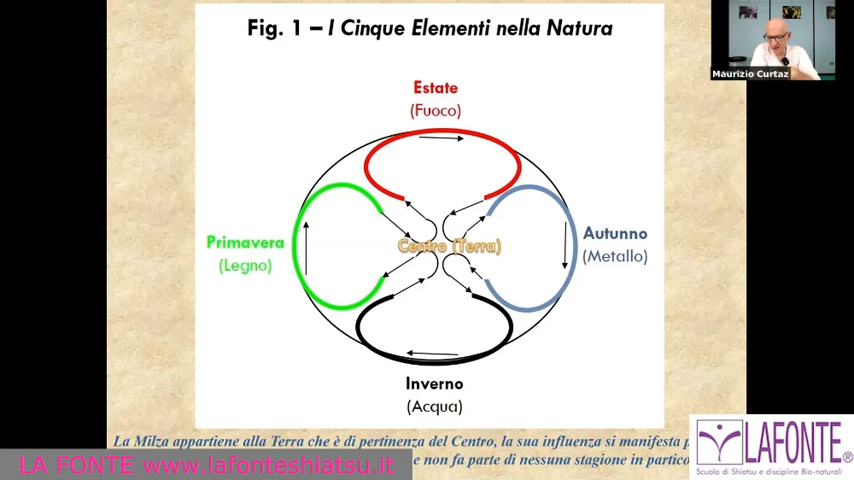 Fig. 1 – I Cinque Elementi nella Natura
Maurizio Curtaz
Estate
(Fuoco)
Primavera
(Legno)
Centro (Terra)
Autunno
(Metallo)
Inverno
(Acqua)
La Milza appartiene alla Terra che è di pertinenza del Centro, la sua influenza si manifesta
e non fa parte di nessuna stagione in
LA FONTE www.lafonteshiatsu.it
LAFONTE®
Scuola di Shiatsu e discipline Bio-naturali